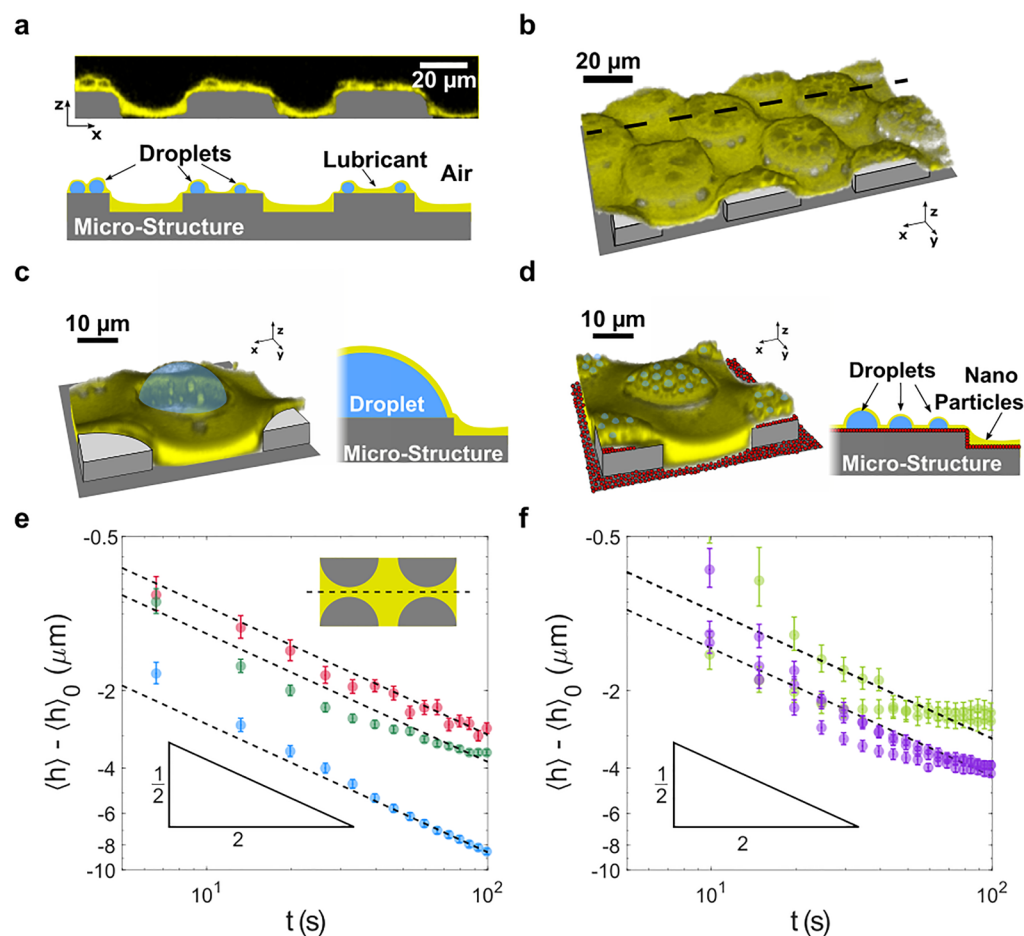 a
20 µm
z
x
Droplets
Lubricant
Air
Micro-Structure
b
20 µm
z
x
y
c
10 µm
z
x
y
Droplet
Micro-Structure
d
10 µm
z
x
y
Droplets
Nano
Particles
Micro-Structure
e
-0.5
-2
-4
-6
-8
-10
⟨h⟩ - ⟨h⟩₀ (µm)
1/2
2
10¹
10²
t (s)
f
-0.5
-2
-4
-6
-8
-10
⟨h⟩ - ⟨h⟩₀ (µm)
1/2
2
10¹
10²
t (s)